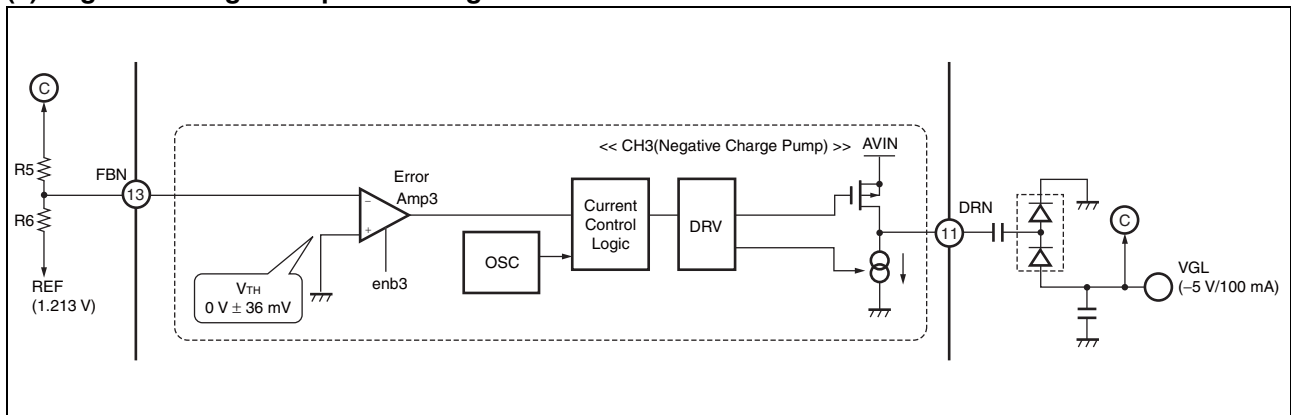 C
R5
R6
REF
(1.213 V)
FBN
13
VTH
0 V ± 36 mV
Error
Amp3
−
+
enb3
OSC
Current
Control
Logic
DRV
<< CH3(Negative Charge Pump) >>
AVIN
DRN
11
C
VGL
(−5 V/100 mA)